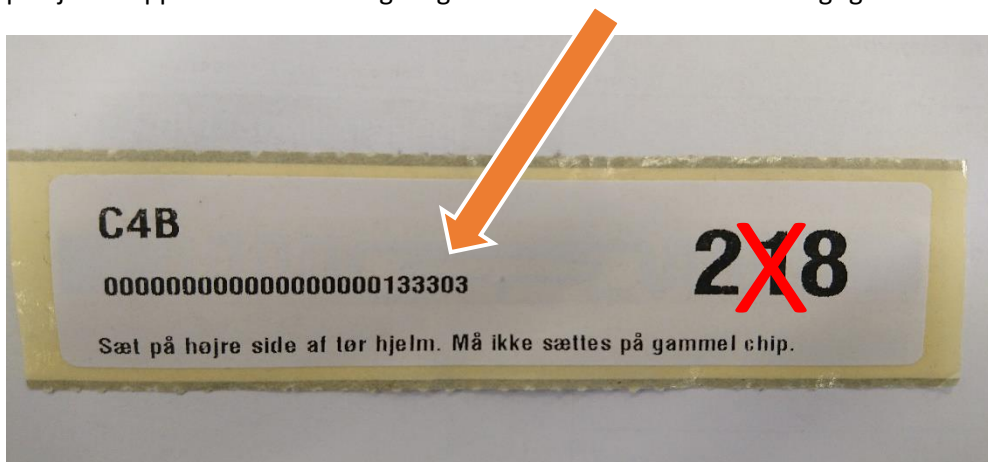 C4B
218
000000000000000000133303
Sæt på højre side af tør hjelm. Må ikke sættes på gammel chip.